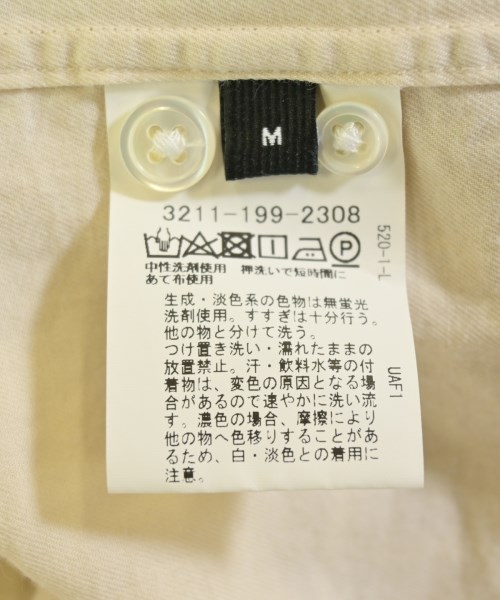 M
3211-199-2308
中性洗剤使用 押洗いで短時間に
あて布使用
生成・淡色系の色物は無蛍光
洗剤使用。すすぎは十分行う。
他の物と分けて洗う。
つけ置き洗い・濡れたままの
放置禁止。汗・飲料水等の付
着物は、変色の原因となる場
合があるので速やかに洗い流
す。濃色の場合、摩擦により
他の物へ色移りすることがあ
るため、白・淡色との着用に
注意。
520-1-L
UAF1
P